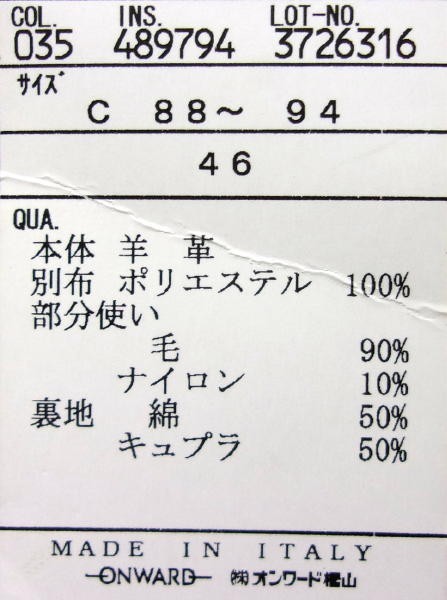 COL. INS. LOT-NO.
035 489794 3726316
サイズ
C 88～ 94
46
QUA.
本体 羊 革
別布 ポリエステル 100%
部分使い
毛 90%
ナイロン 10%
裏地 綿 50%
キュプラ 50%
MADE IN ITALY
ONWARD ㈱オンワード樫山